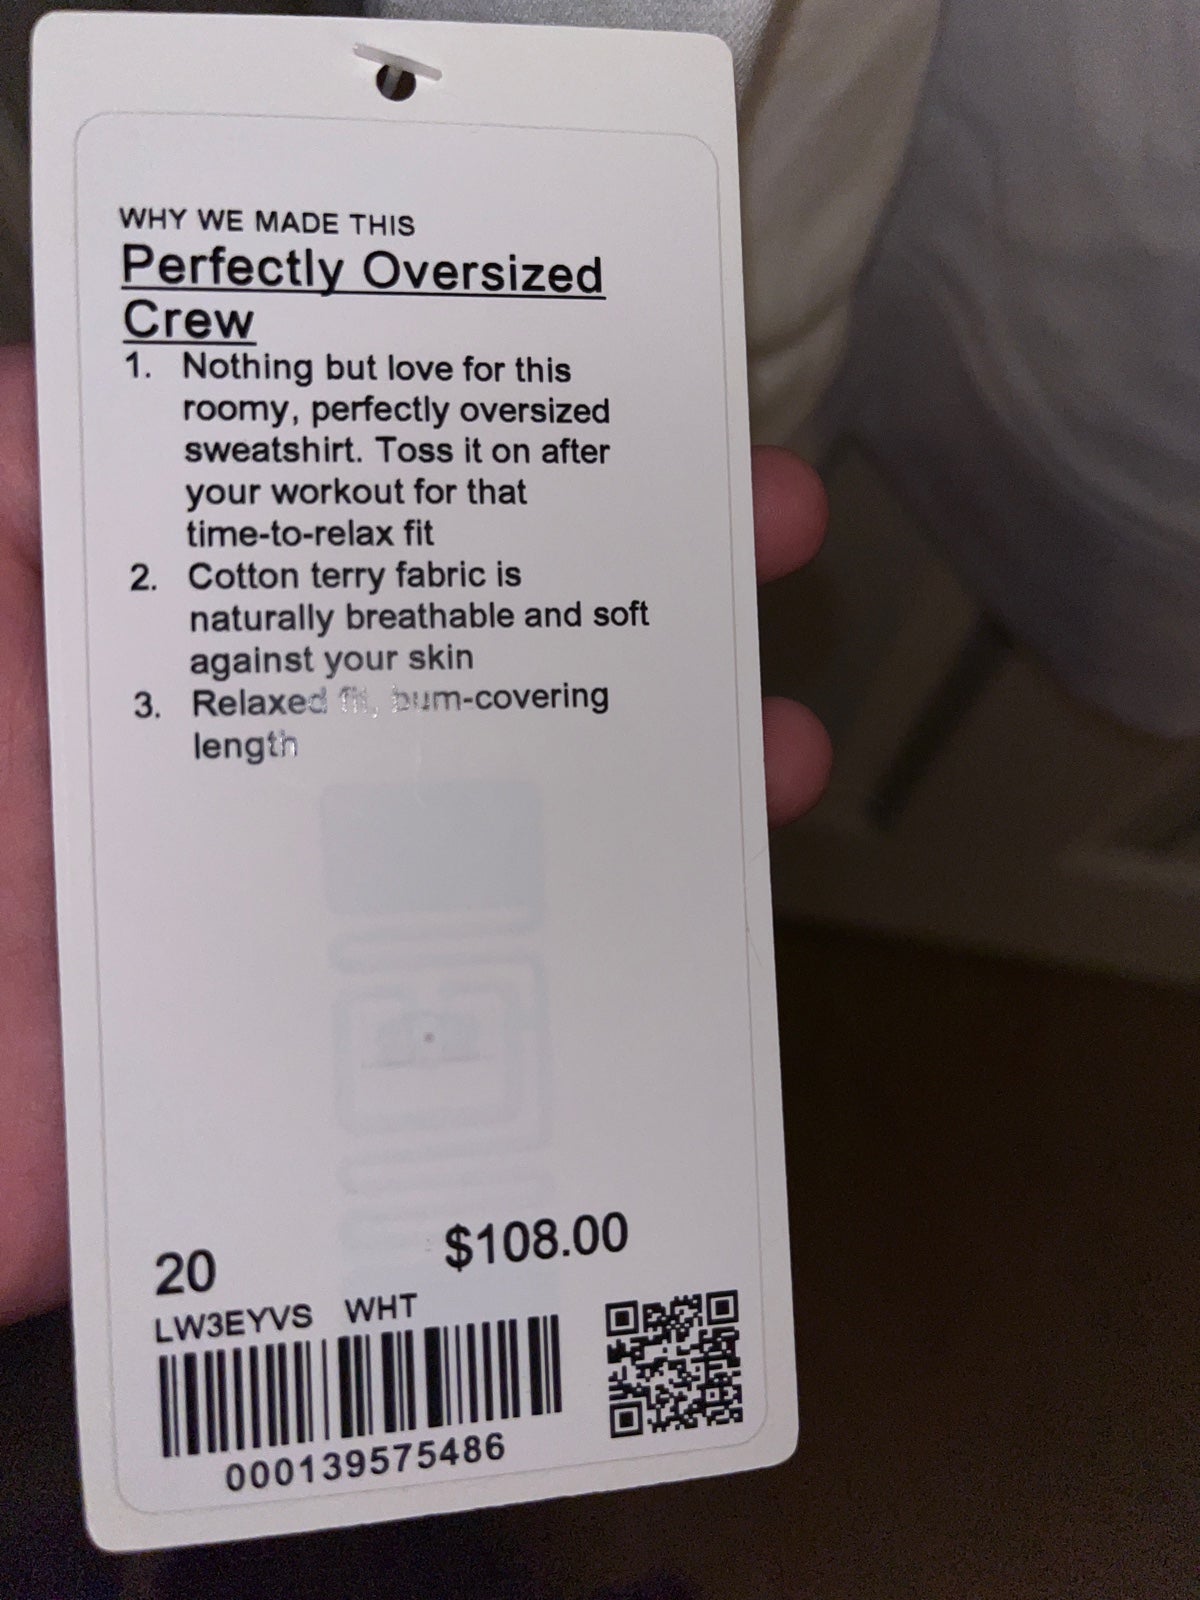 WHY WE MADE THIS
Perfectly Oversized
Crew
1. Nothing but love for this
roomy, perfectly oversized
sweatshirt. Toss it on after
your workout for that
time-to-relax fit
2. Cotton terry fabric is
naturally breathable and soft
against your skin
3. Relaxed fit, bum-covering
length
20 $108.00
LW3EYVS WHT
000139575486